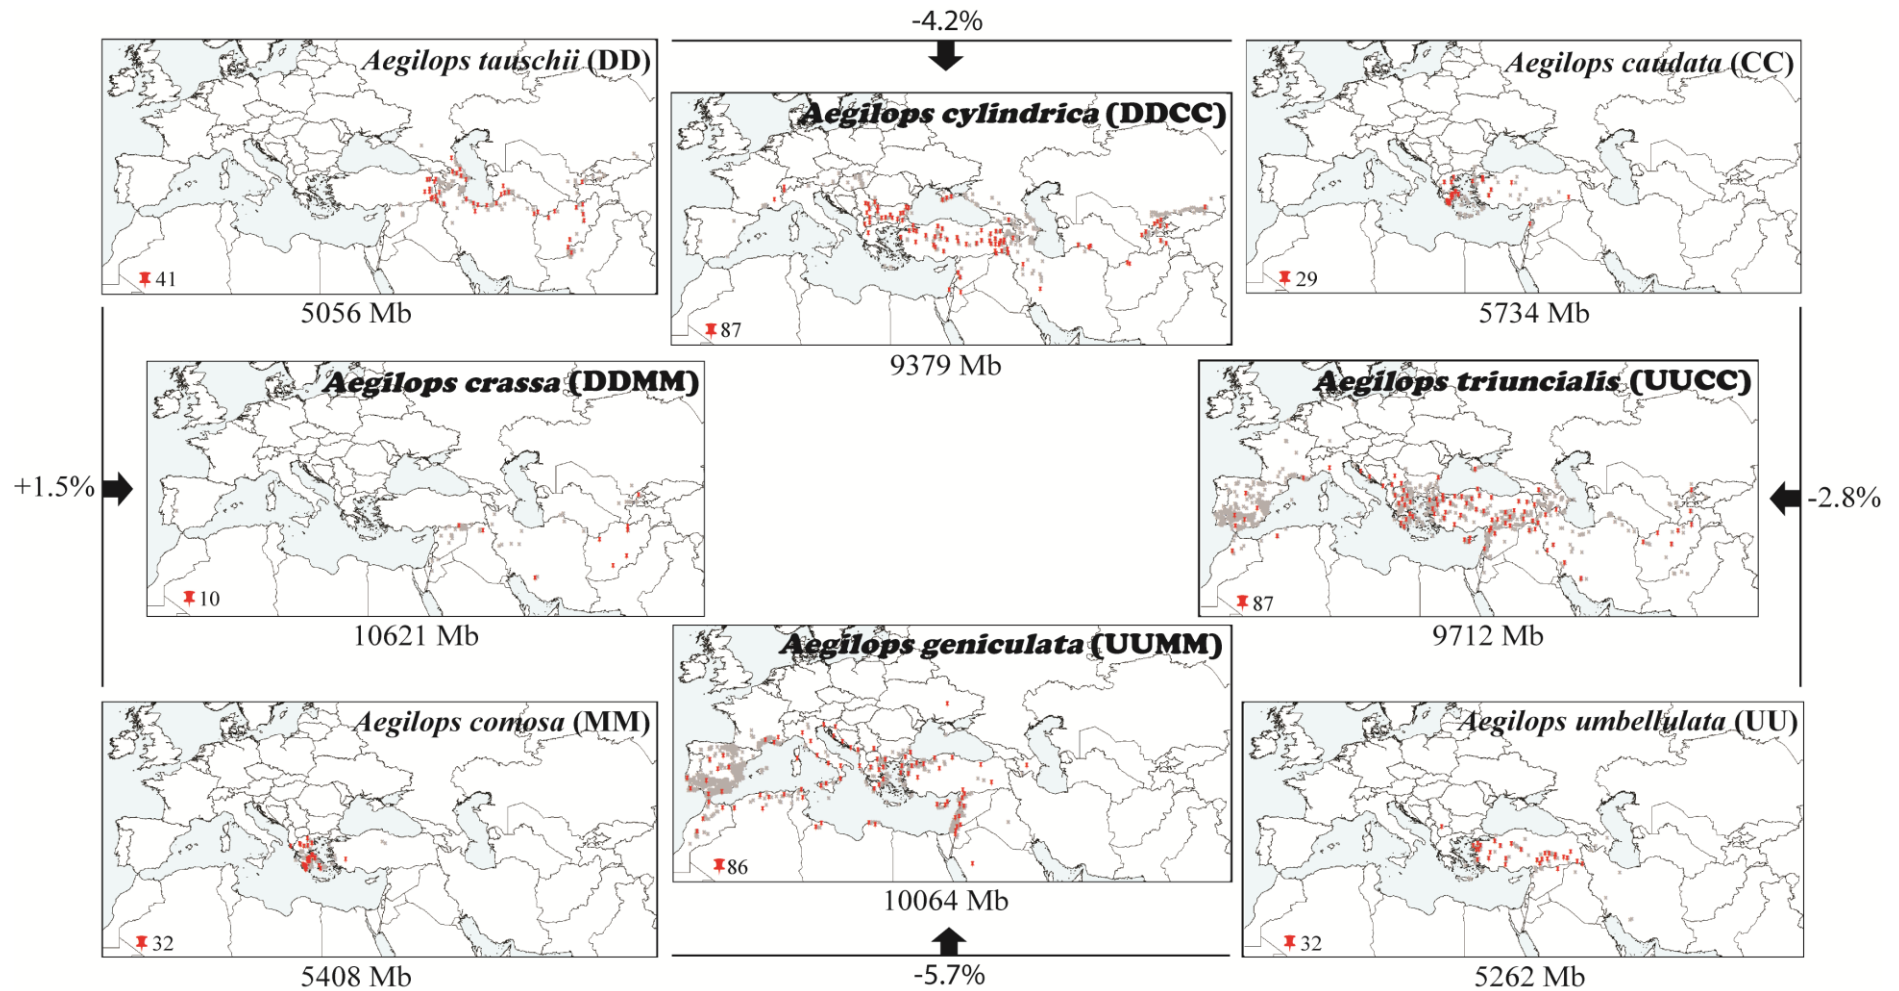 -4.2%
Aegilops tauschii (DD)
41
5056 Mb
Aegilops cylindrica (DDCC)
87
9379 Mb
Aegilops caudata (CC)
29
5734 Mb
+1.5%
Aegilops crassa (DDMM)
10
10621 Mb
Aegilops triuncialis (UUCC)
87
9712 Mb
-2.8%
Aegilops comosa (MM)
32
5408 Mb
Aegilops geniculata (UUMM)
86
10064 Mb
-5.7%
Aegilops umbellulata (UU)
32
5262 Mb